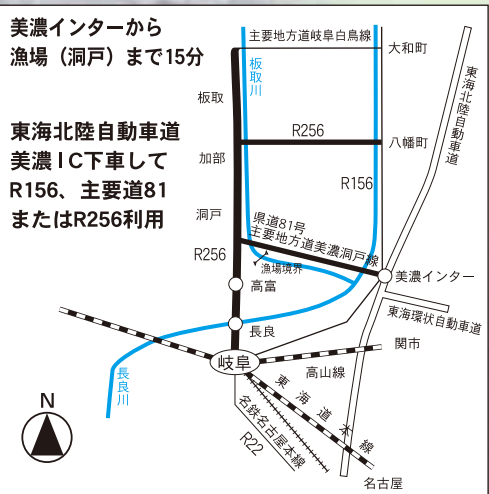 美濃インターから
漁場（洞戸）まで15分
東海北陸自動車道
美濃IC下車して
R156、主要道81
またはR256利用
主要地方道岐阜白鳥線
大和町
板取川
板取
東海北陸自動車道
R256
八幡町
加部
R156
洞戸
県道81号
主要地方道美濃洞戸線
R256
漁場境界
美濃インター
高富
東海環状自動車道
長良
関市
岐阜
高山線
長良川
東海道本線
名鉄名古屋本線
R22
名古屋
N